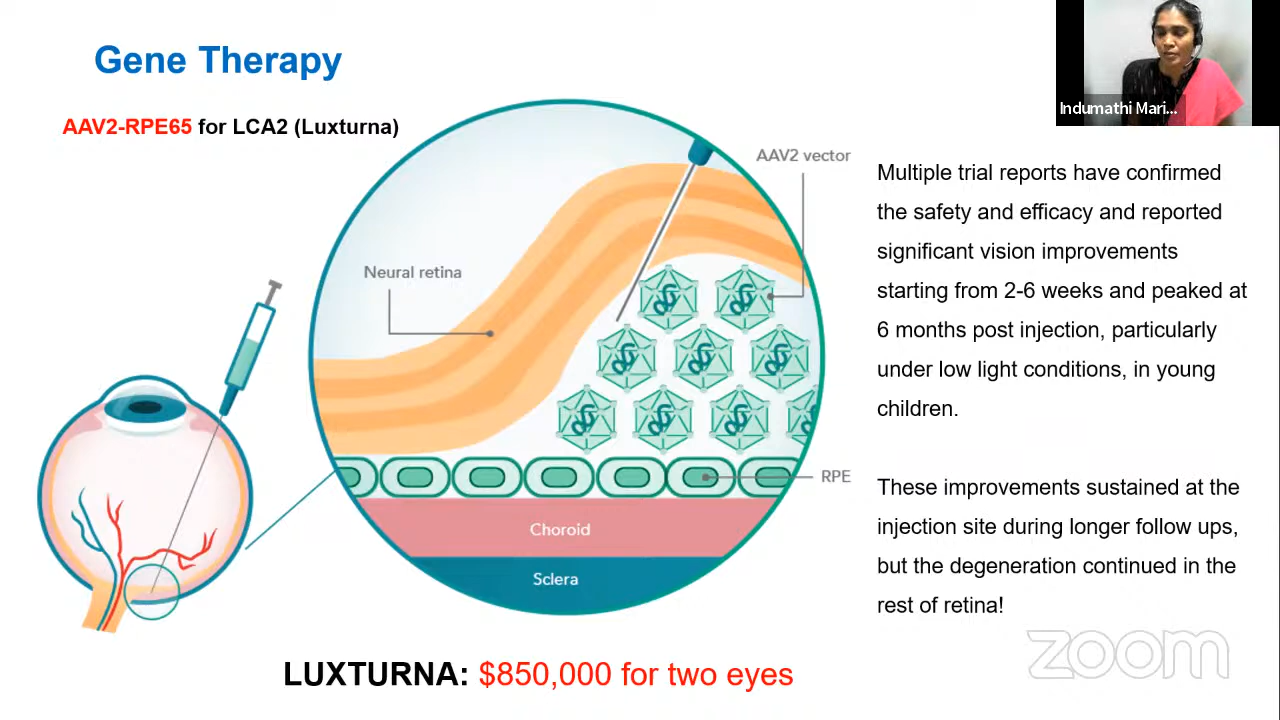 Gene Therapy
Indumathi Mari...
AAV2-RPE65 for LCA2 (Luxturna)
AAV2 vector
Neural retina
RPE
Choroid
Sclera
Multiple trial reports have confirmed
the safety and efficacy and reported
significant vision improvements
starting from 2-6 weeks and peaked at
6 months post injection, particularly
under low light conditions, in young
children.
These improvements sustained at the
injection site during longer follow ups,
but the degeneration continued in the
rest of retina!
zoom
LUXTURNA: $850,000 for two eyes